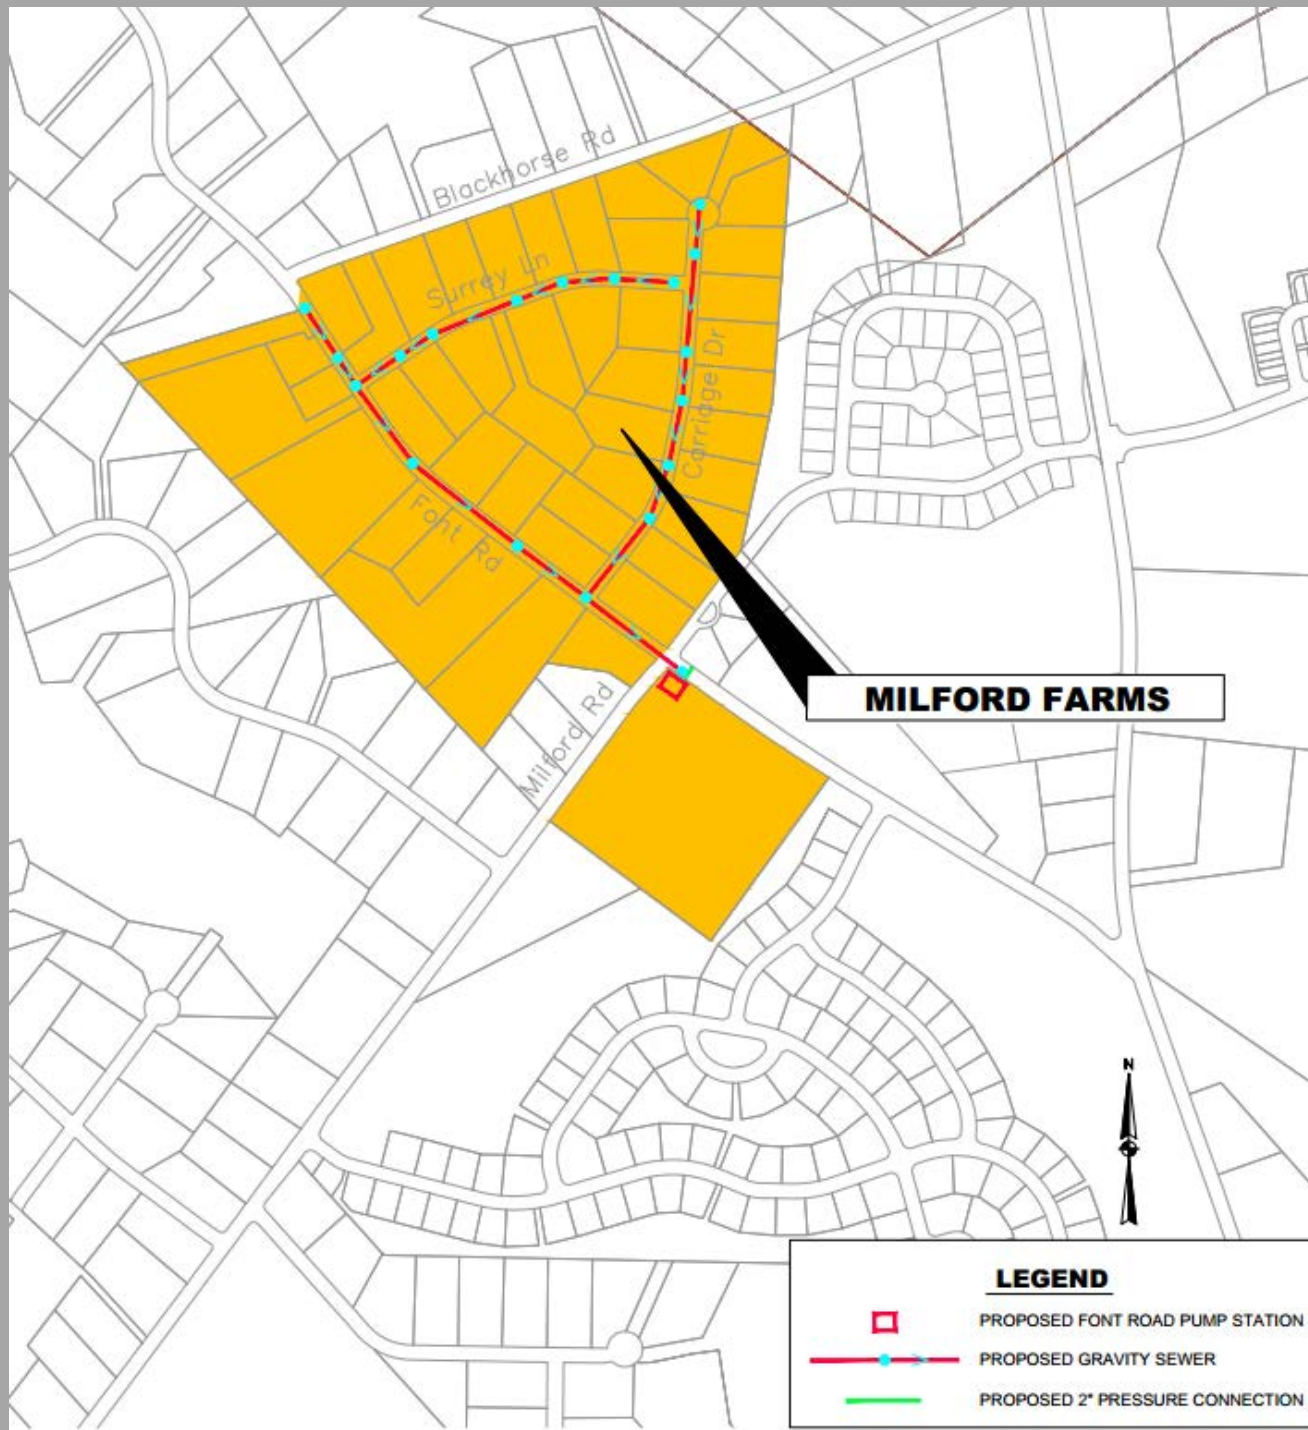 Blackhorse Rd
Surrey Ln
Carriage Dr
Font Rd
MILFORD FARMS
Milford Rd
N
LEGEND
PROPOSED FONT ROAD PUMP STATION
PROPOSED GRAVITY SEWER
PROPOSED 2" PRESSURE CONNECTION